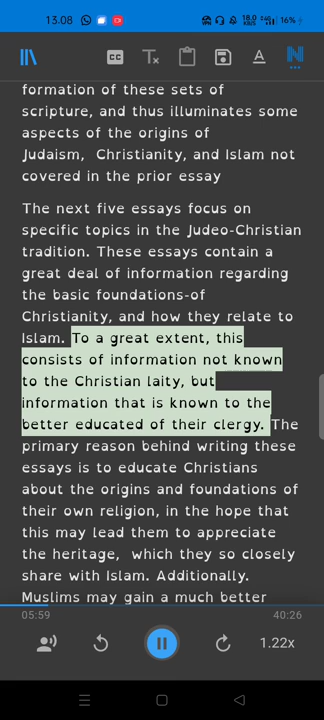 13.08
18.0
KB/S
16%
CC
formation of these sets of
scripture, and thus illuminates some
aspects of the origins of
Judaism,  Christianity, and Islam not
covered in the prior essay
The next five essays focus on
specific topics in the Judeo-Christian
tradition. These essays contain a
great deal of information regarding
the basic foundations-of
Christianity, and how they relate to
Islam. To a great extent, this
consists of information not known
to the Christian laity, but
information that is known to the
better educated of their clergy. The
primary reason behind writing these
essays is to educate Christians
about the origins and foundations of
their own religion, in the hope that
this may lead them to appreciate
the heritage,  which they so closely
share with Islam. Additionally.
Muslims may gain a much better
05:59 40:26
1.22x